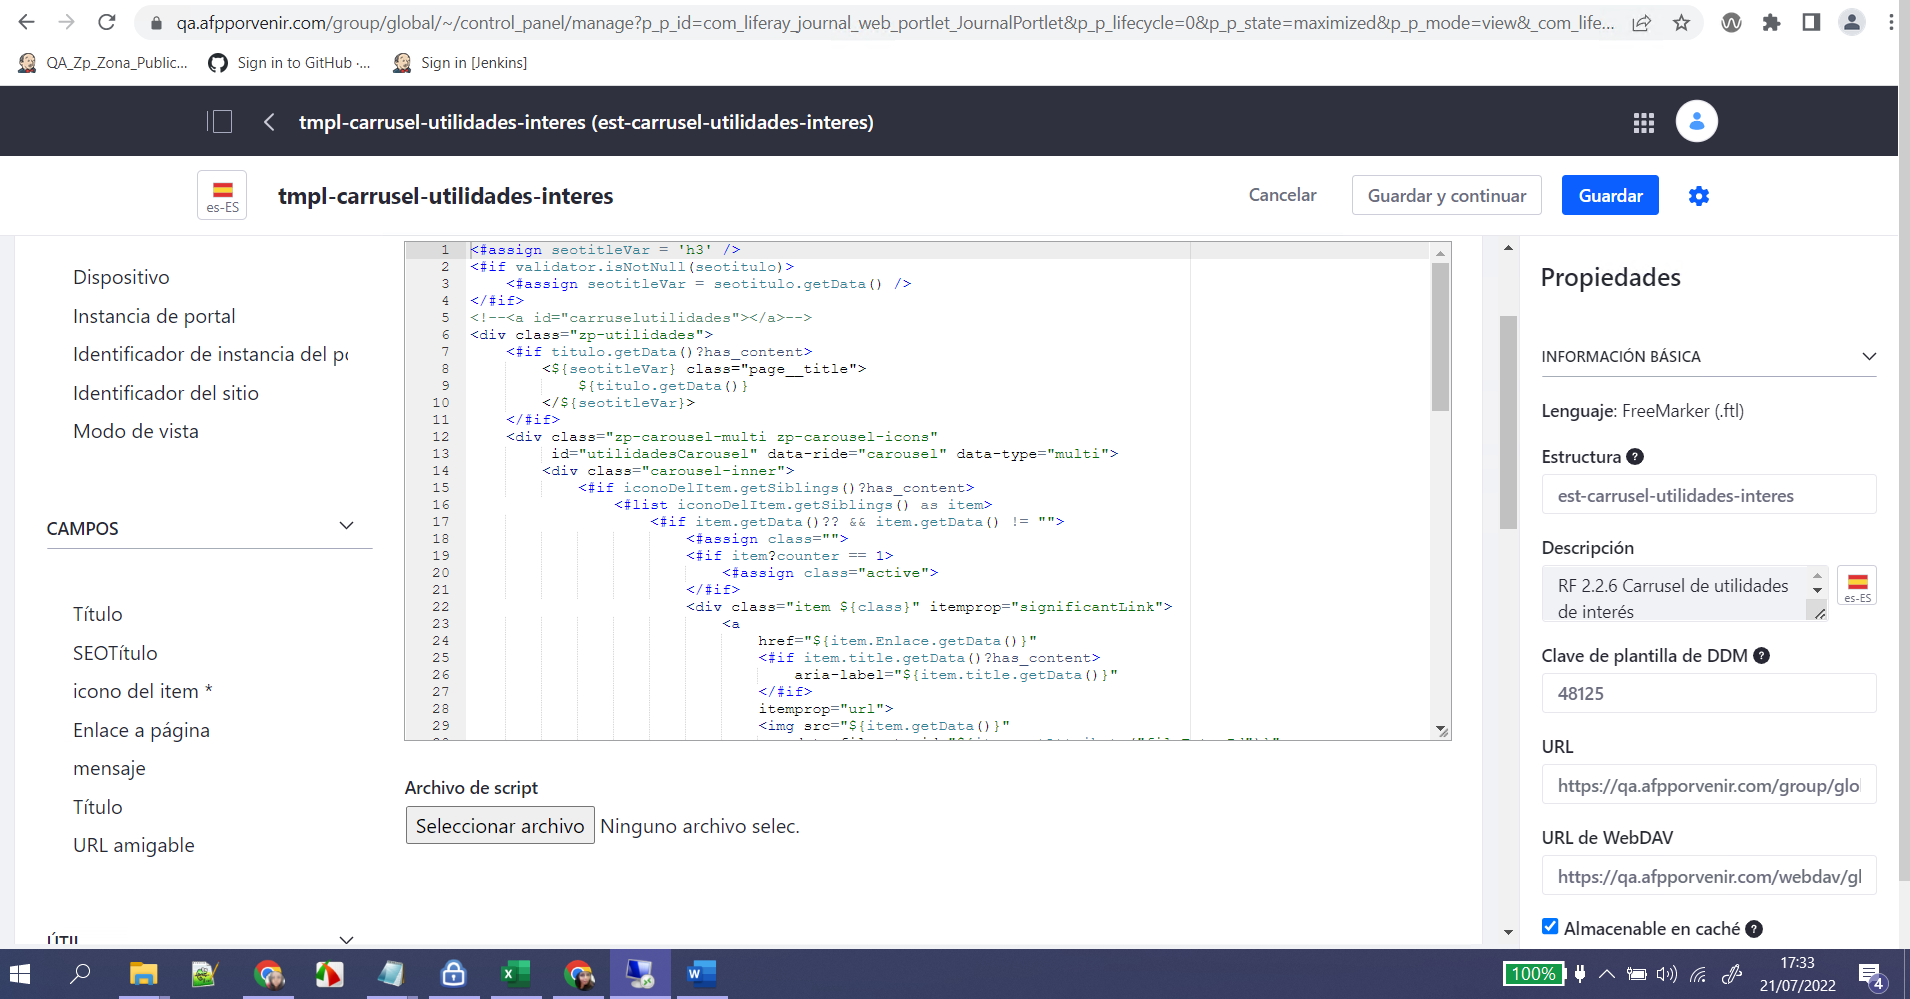 qa.afpporvenir.com/group/global/~/control_panel/manage?p_p_id=com_liferay_journal_web_portlet_JournalPortlet&p_p_lifecycle=0&p_p_state=maximized&p_p_mode=view&_com_life...
QA_Zp_Zona_Public... Sign in to GitHub ·... Sign in [Jenkins]
tmpl-carrusel-utilidades-interes (est-carrusel-utilidades-interes)
es-ES
tmpl-carrusel-utilidades-interes
Cancelar Guardar y continuar Guardar
Dispositivo
Instancia de portal
Identificador de instancia del po
Identificador del sitio
Modo de vista
CAMPOS
Título
SEOTítulo
icono del item *
Enlace a página
mensaje
Título
URL amigable
ÚTIL
1 <#assign seotitleVar = 'h3' />
2 <#if validator.isNotNull(seotitulo)>
3 <#assign seotitleVar = seotitulo.getData() />
4 </#if>
5 <!--<a id="carruselutilidades"></a>-->
6 <div class="zp-utilidades">
7 <#if titulo.getData()?has_content>
8 <${seotitleVar} class="page__title">
9 ${titulo.getData()}
10 </${seotitleVar}>
11 </#if>
12 <div class="zp-carousel-multi zp-carousel-icons"
13 id="utilidadesCarousel" data-ride="carousel" data-type="multi">
14 <div class="carousel-inner">
15 <#if iconoDelItem.getSiblings()?has_content>
16 <#list iconoDelItem.getSiblings() as item>
17 <#if item.getData()?? && item.getData() != "">
18 <#assign class="">
19 <#if item?counter == 1>
20 <#assign class="active">
21 </#if>
22 <div class="item ${class}" itemprop="significantLink">
23 <a
24 href="${item.Enlace.getData()}"
25 <#if item.title.getData()?has_content>
26 aria-label="${item.title.getData()}"
27 </#if>
28 itemprop="url">
29 <img src="${item.getData()}"
Archivo de script
Seleccionar archivo Ninguno archivo selec.
Propiedades
INFORMACIÓN BÁSICA
Lenguaje: FreeMarker (.ftl)
Estructura ?
est-carrusel-utilidades-interes
Descripción
RF 2.2.6 Carrusel de utilidades
de interés
es-ES
Clave de plantilla de DDM ?
48125
URL
https://qa.afpporvenir.com/group/glo
URL de WebDAV
https://qa.afpporvenir.com/webdav/gl
Almacenable en caché ?
100%
17:33
21/07/2022
4